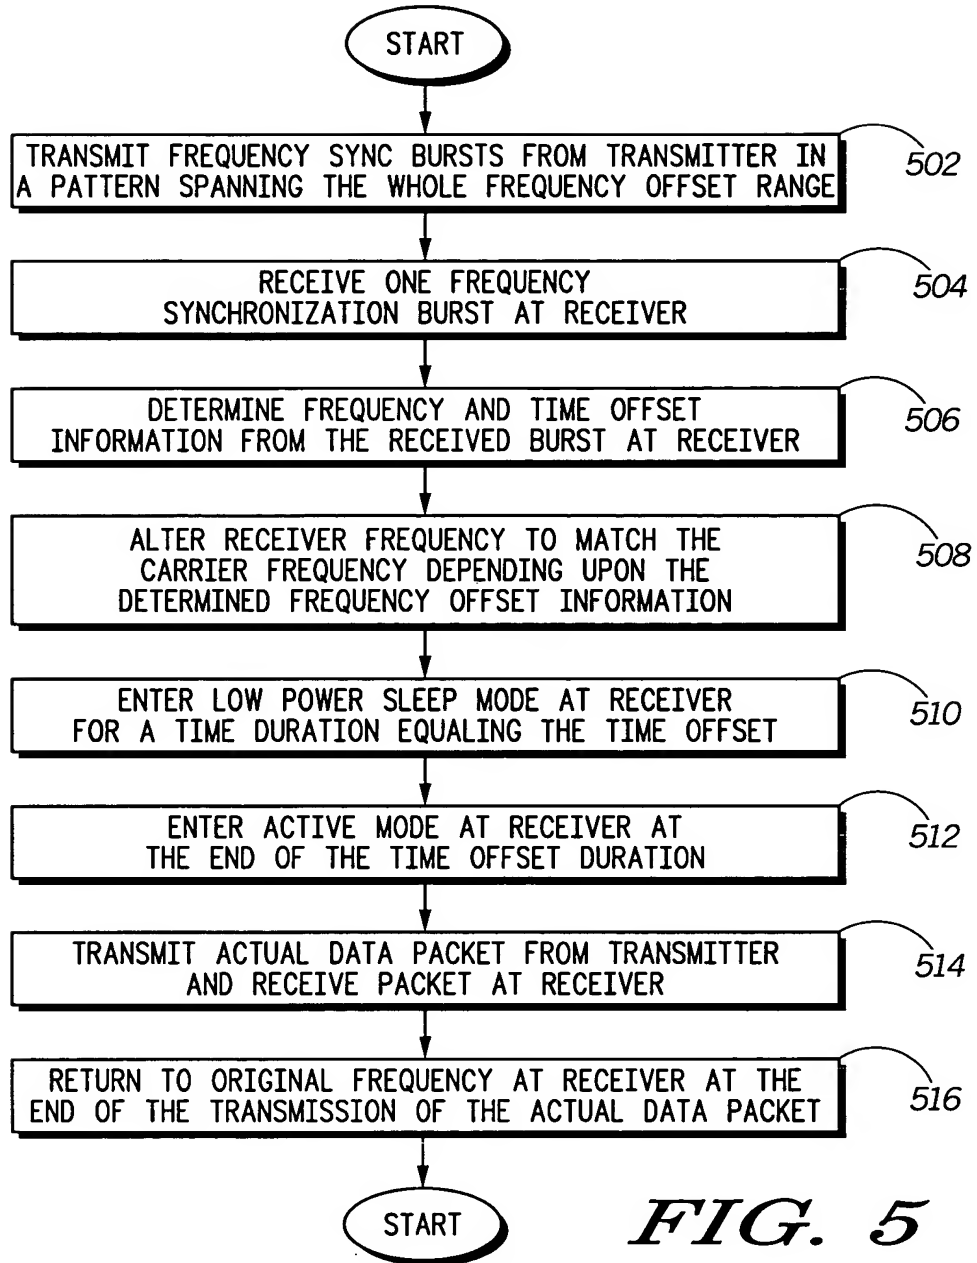 START
TRANSMIT FREQUENCY SYNC BURSTS FROM TRANSMITTER IN
A PATTERN SPANNING THE WHOLE FREQUENCY OFFSET RANGE
502
RECEIVE ONE FREQUENCY
SYNCHRONIZATION BURST AT RECEIVER
504
DETERMINE FREQUENCY AND TIME OFFSET
INFORMATION FROM THE RECEIVED BURST AT RECEIVER
506
ALTER RECEIVER FREQUENCY TO MATCH THE
CARRIER FREQUENCY DEPENDING UPON THE
DETERMINED FREQUENCY OFFSET INFORMATION
508
ENTER LOW POWER SLEEP MODE AT RECEIVER
FOR A TIME DURATION EQUALING THE TIME OFFSET
510
ENTER ACTIVE MODE AT RECEIVER AT
THE END OF THE TIME OFFSET DURATION
512
TRANSMIT ACTUAL DATA PACKET FROM TRANSMITTER
AND RECEIVE PACKET AT RECEIVER
514
RETURN TO ORIGINAL FREQUENCY AT RECEIVER AT THE
END OF THE TRANSMISSION OF THE ACTUAL DATA PACKET
516
START
FIG. 5